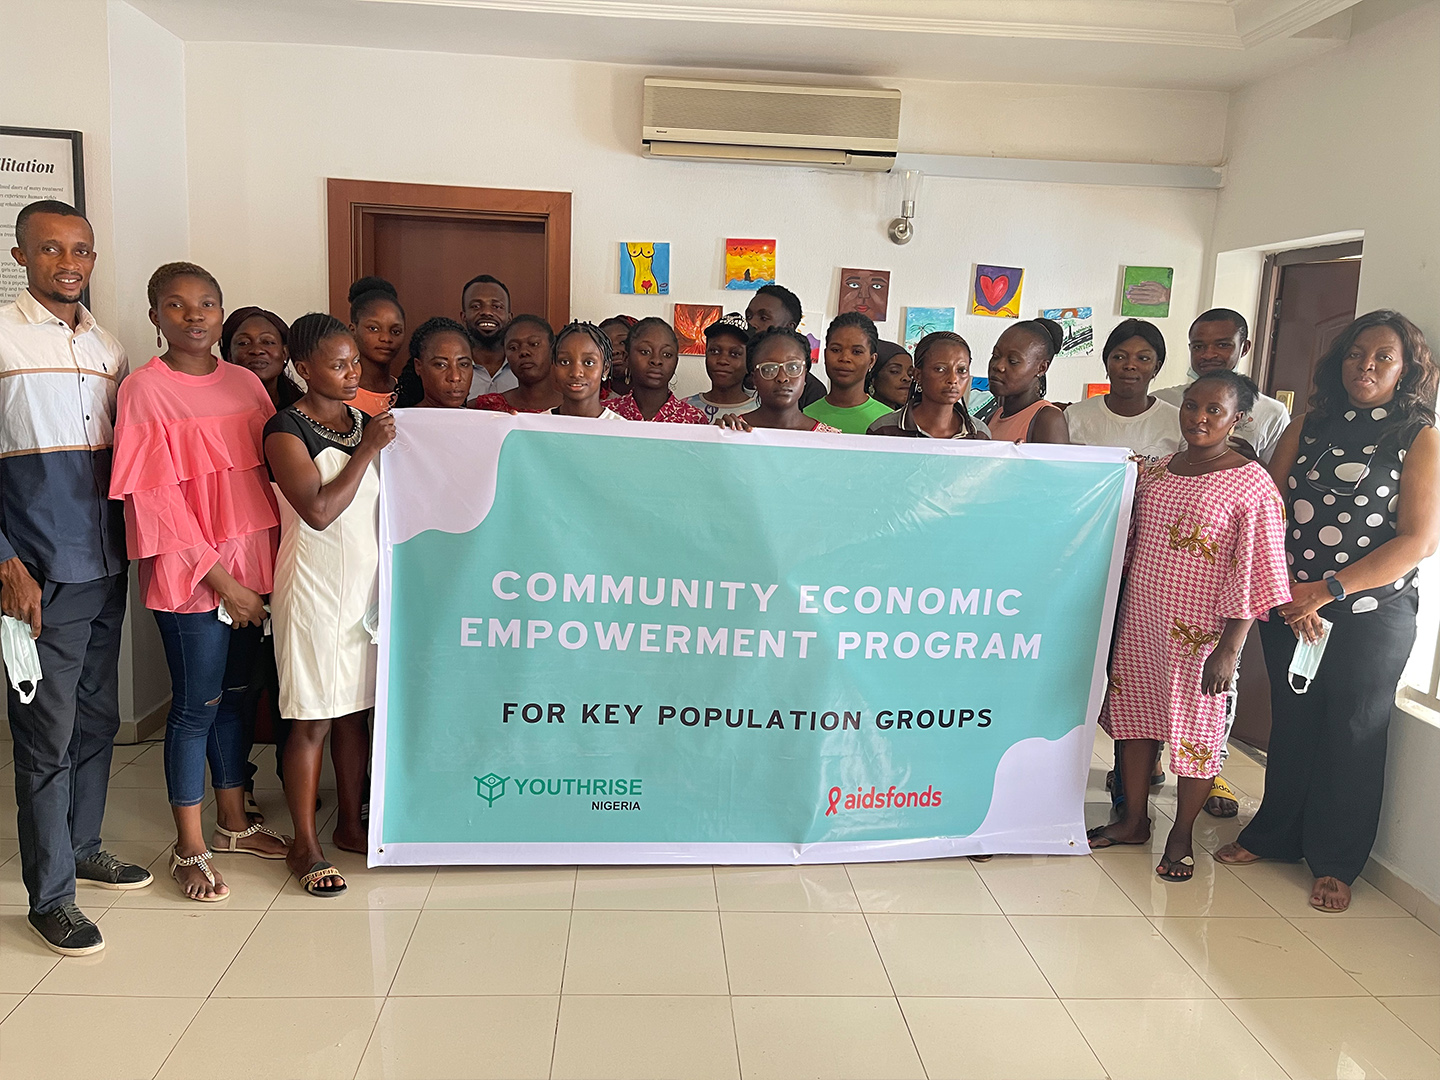 litation
COMMUNITY ECONOMIC
EMPOWERMENT PROGRAM
FOR KEY POPULATION GROUPS
YOUTHRISE
NIGERIA
aidsfonds